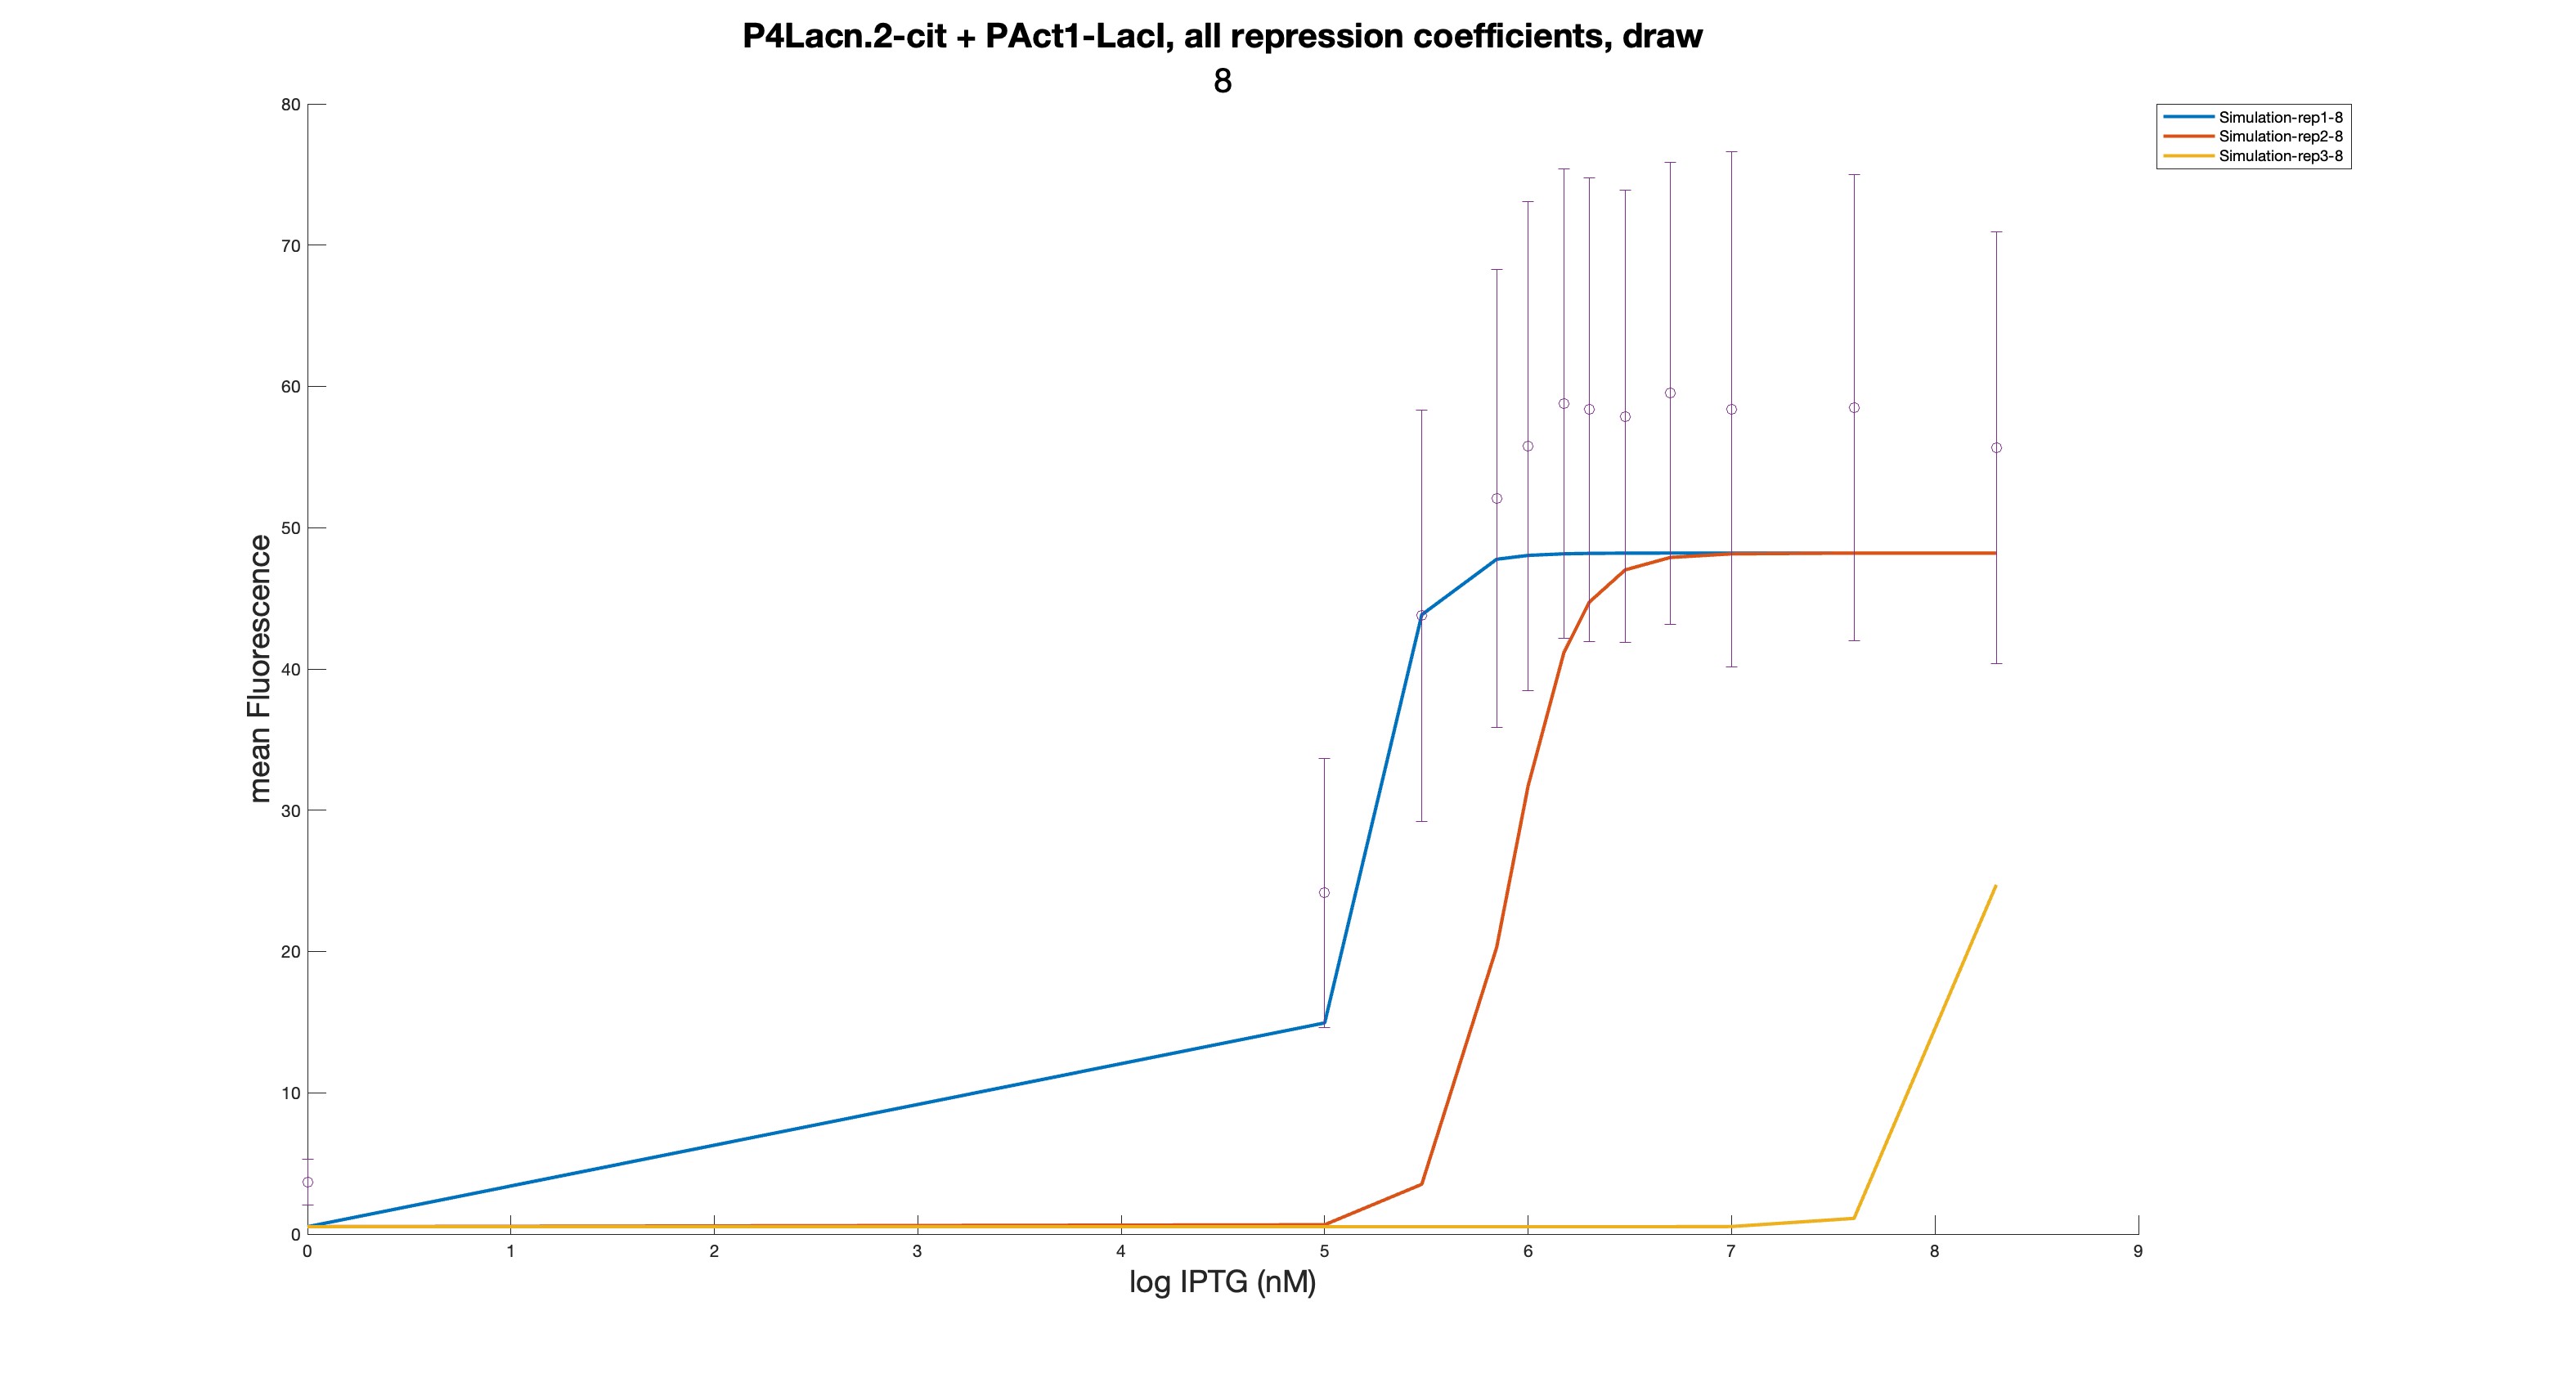 P4Lacn.2-cit + PAct1-LacI, all repression coefficients, draw
8
Simulation-rep1-8
Simulation-rep2-8
Simulation-rep3-8
mean Fluorescence
80
70
60
50
40
30
20
10
0
0 1 2 3 4 5 6 7 8 9
log IPTG (nM)